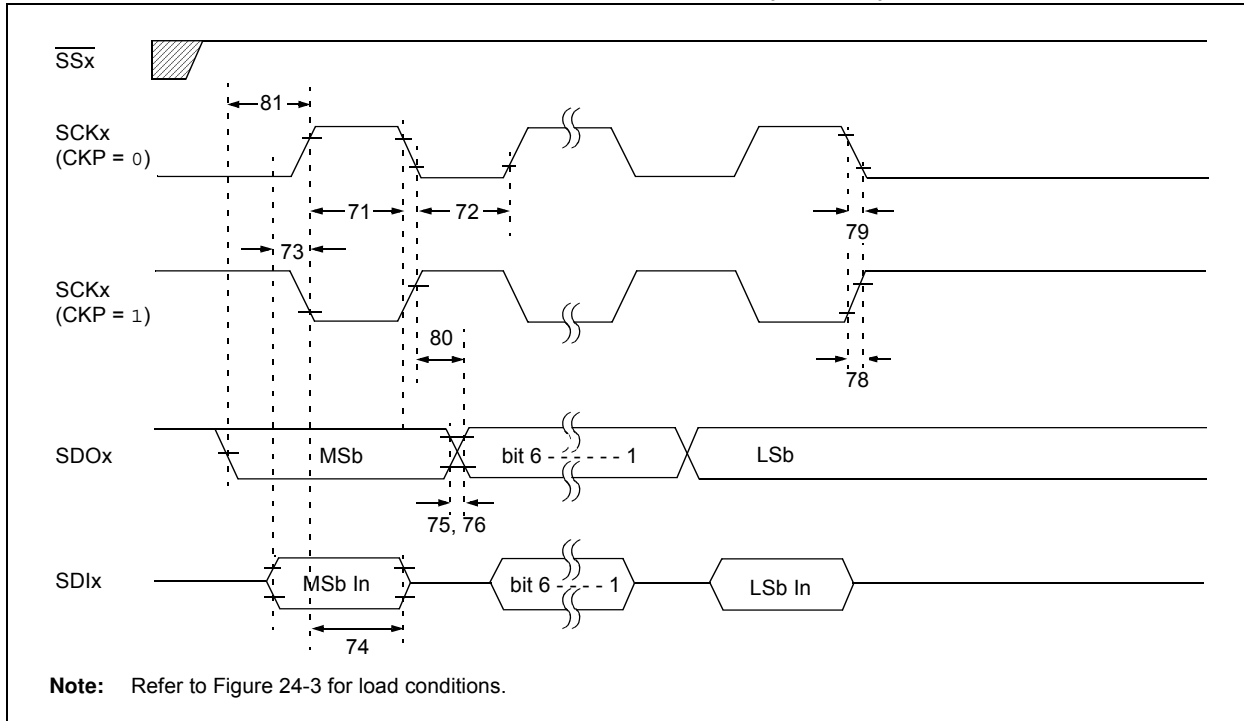 SSx
81
SCKx
(CKP = 0)
71
72
73
79
SCKx
(CKP = 1)
80
78
SDOx
MSb
bit 6 - - - - - - 1
LSb
75, 76
SDIx
MSb In
bit 6 - - - - 1
LSb In
74
Note: Refer to Figure 24-3 for load conditions.